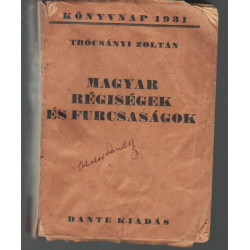 KÖNYVNAP 1931
TRÓCSÁNYI ZOLTÁN
MAGYAR
RÉGISÉGEK
ÉS FURCSASÁGOK
DANTE KIADÁS